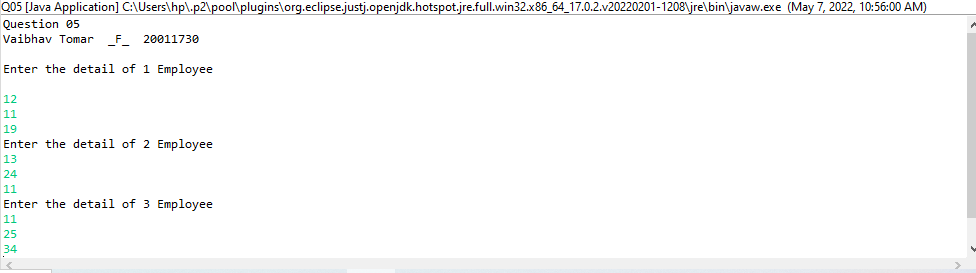 Q05 [Java Application] C:\Users\hp\.p2\pool\plugins\org.eclipse.justj.openjdk.hotspot.jre.full.win32.x86_64_17.0.2.v20220201-1208\jre\bin\javaw.exe (May 7, 2022, 10:56:00 AM)
Question 05
Vaibhav Tomar _F_ 20011730
Enter the detail of 1 Employee
12
11
19
Enter the detail of 2 Employee
13
24
11
Enter the detail of 3 Employee
11
25
34